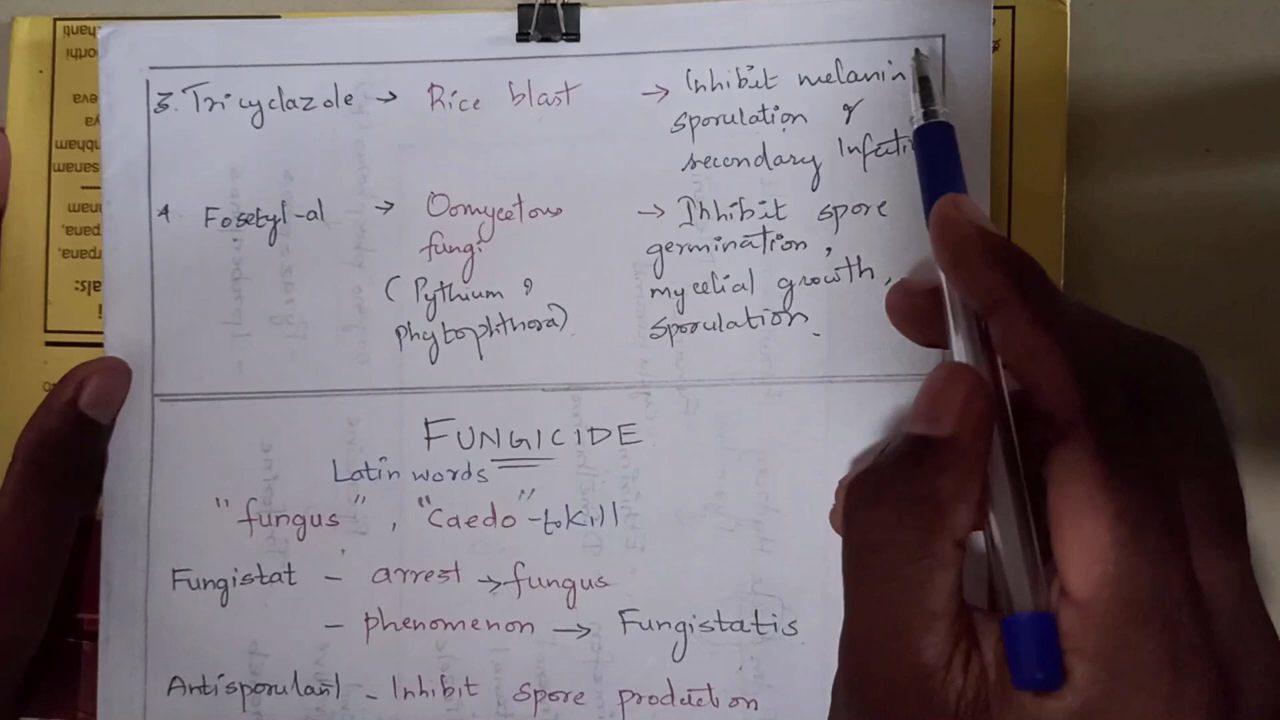 3. Tricyclazole → Rice blast → Inhibit melanin
sporulation &
secondary Infecti
4. Fosetyl-al → Oomycetous → Inhibit spore
fungi germination,
(Pythium, mycelial growth,
Phytophthora) sporulation
FUNGICIDE
Latin words
"fungus", "Caedo"-to kill
Fungistat - arrest → fungus
- phenomenon → Fungistatis
Antisporulant - Inhibit spore production